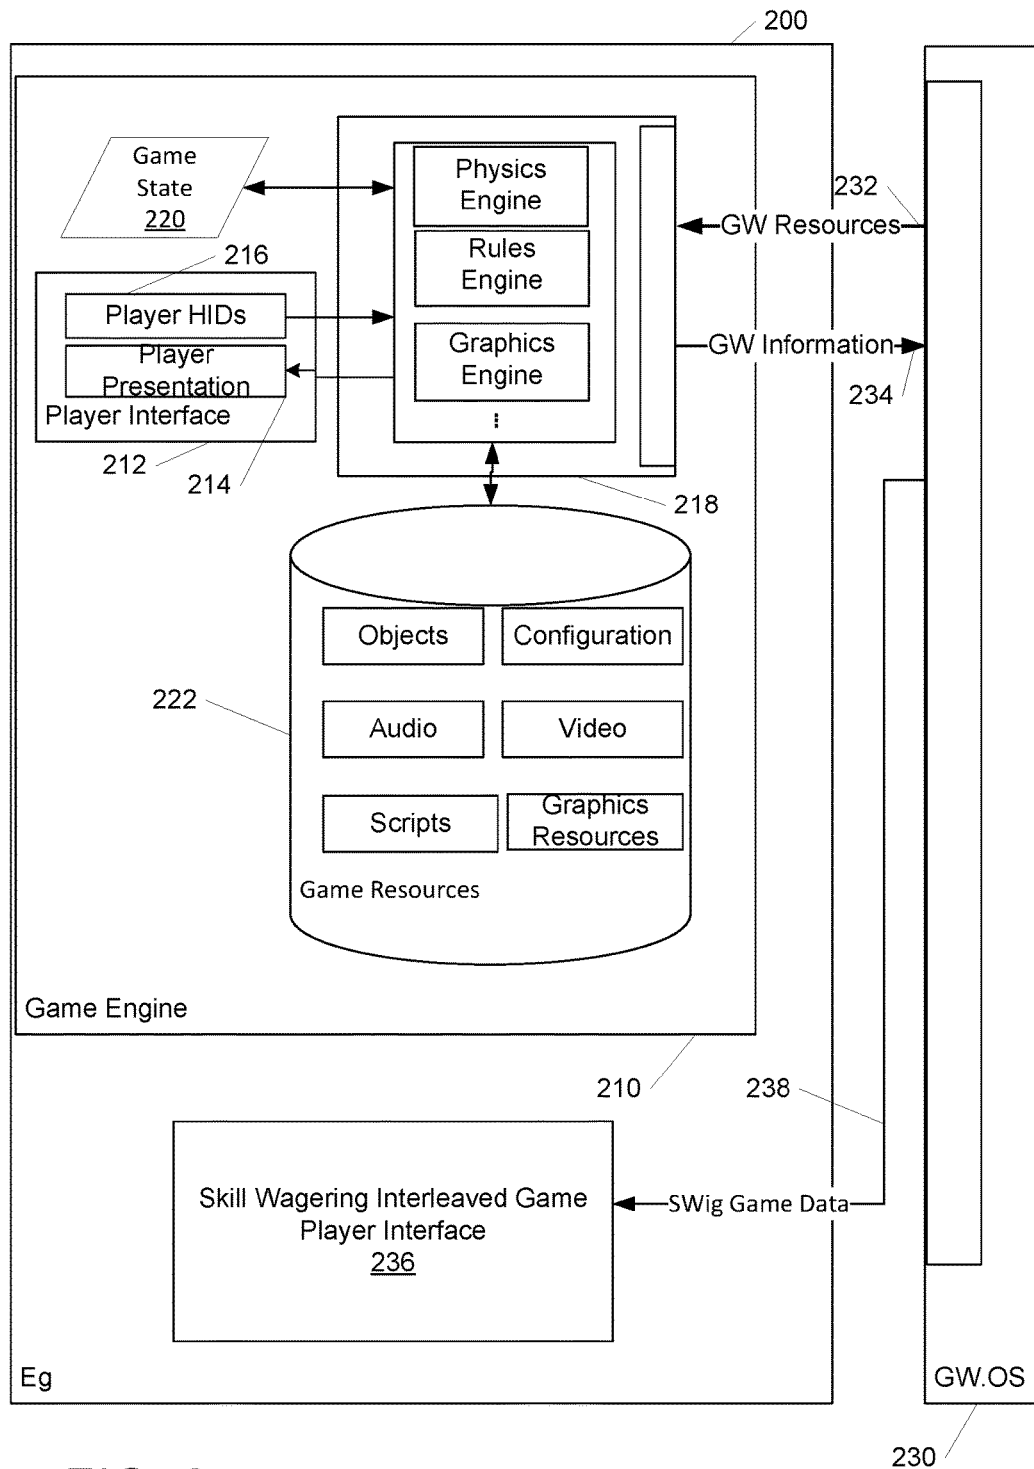 200
Game
State
220
Physics
Engine
Rules
Engine
Graphics
Engine
232
GW Resources
GW Information
234
216
Player HIDs
Player
Presentation
Player Interface
212
214
218
222
Objects
Configuration
Audio
Video
Scripts
Graphics
Resources
Game Resources
Game Engine
210
238
Skill Wagering Interleaved Game
Player Interface
236
SWig Game Data
Eg
GW.OS
230